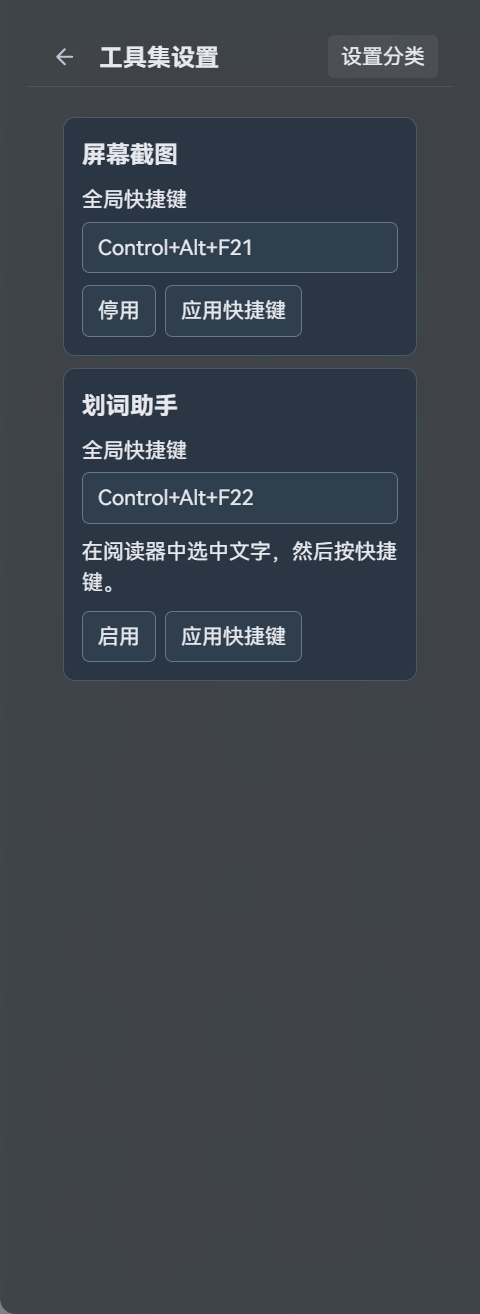 工具集设置
设置分类
屏幕截图
全局快捷键
Control+Alt+F21
停用
应用快捷键
划词助手
全局快捷键
Control+Alt+F22
在阅读器中选中文字，然后按快捷
键。
启用
应用快捷键